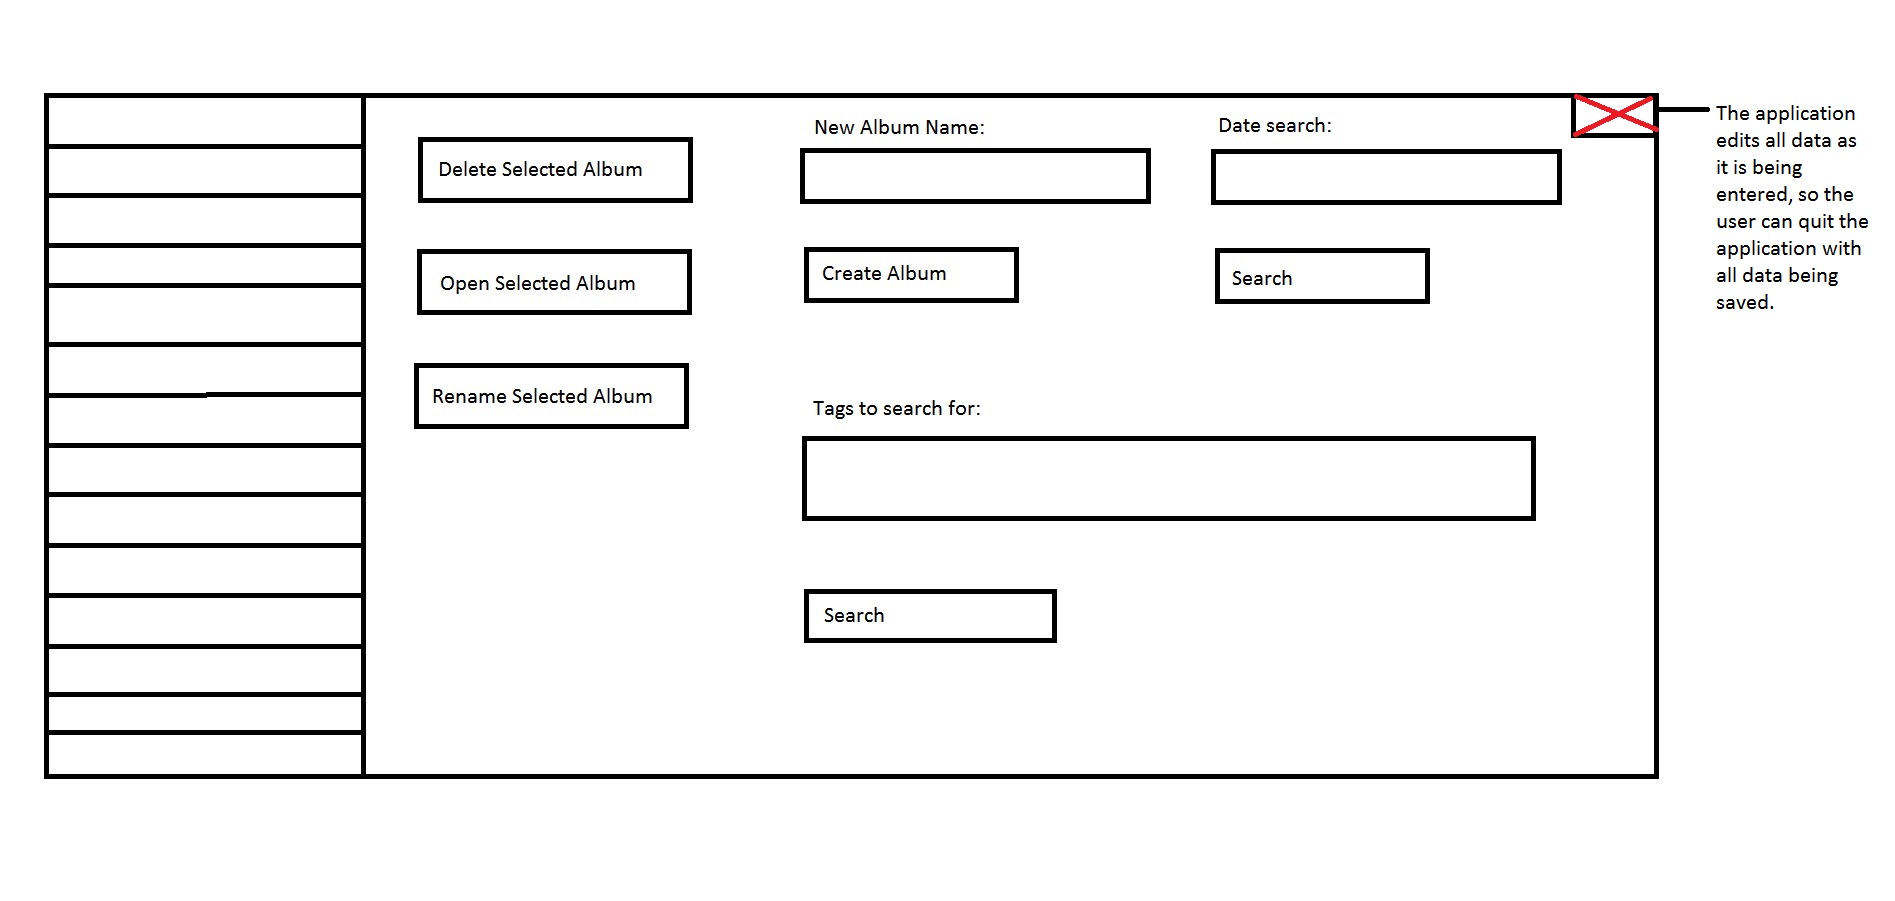 Delete Selected Album
Open Selected Album
Rename Selected Album
New Album Name:
Create Album
Date search:
Search
Tags to search for:
Search
The application
edits all data as
it is being
entered, so the
user can quit the
application with
all data being
saved.